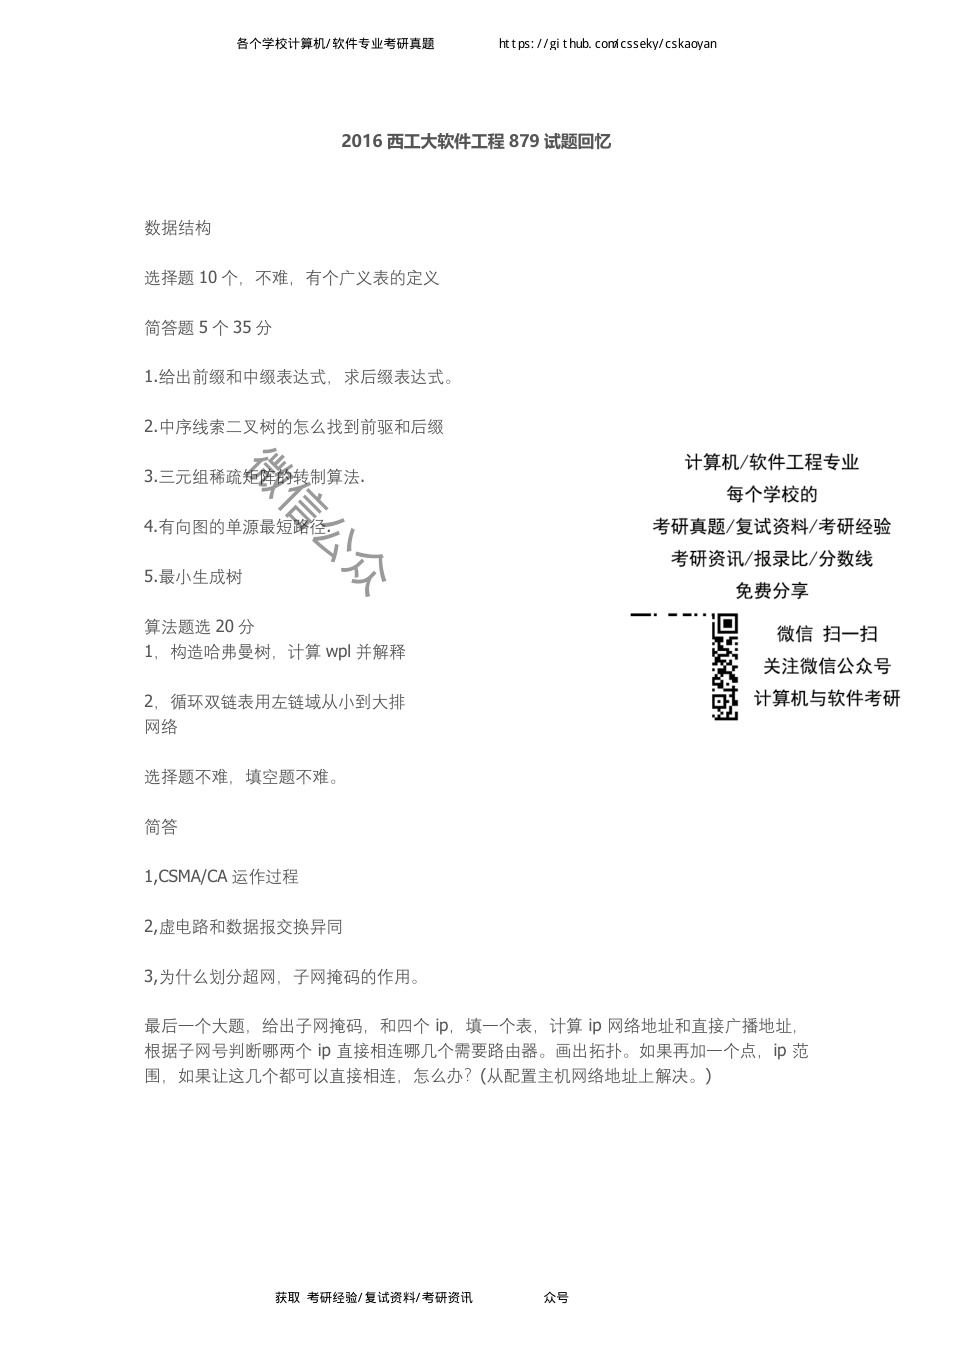 各个学校计算机/软件专业考研真题 https://github.com/csseky/cskaoyan
2016 西工大软件工程 879 试题回忆
数据结构
选择题 10 个，不难，有个广义表的定义
简答题 5 个 35 分
1.给出前缀和中缀表达式，求后缀表达式。
2.中序线索二叉树的怎么找到前驱和后缀
3.三元组稀疏矩阵的转制算法.
4.有向图的单源最短路径.
5.最小生成树
微信公众
算法题选 20 分
1，构造哈弗曼树，计算 wpl 并解释
2，循环双链表用左链域从小到大排
网络
选择题不难，填空题不难。
简答
1,CSMA/CA 运作过程
2,虚电路和数据报交换异同
3,为什么划分超网，子网掩码的作用。
最后一个大题，给出子网掩码，和四个 ip，填一个表，计算 ip 网络地址和直接广播地址，
根据子网号判断哪两个 ip 直接相连哪几个需要路由器。画出拓扑。如果再加一个点，ip 范
围，如果让这几个都可以直接相连，怎么办？(从配置主机网络地址上解决。)
计算机/软件工程专业
每个学校的
考研真题/复试资料/考研经验
考研资讯/报录比/分数线
免费分享
微信 扫一扫
关注微信公众号
计算机与软件考研
获取 考研经验/复试资料/考研资讯 众号